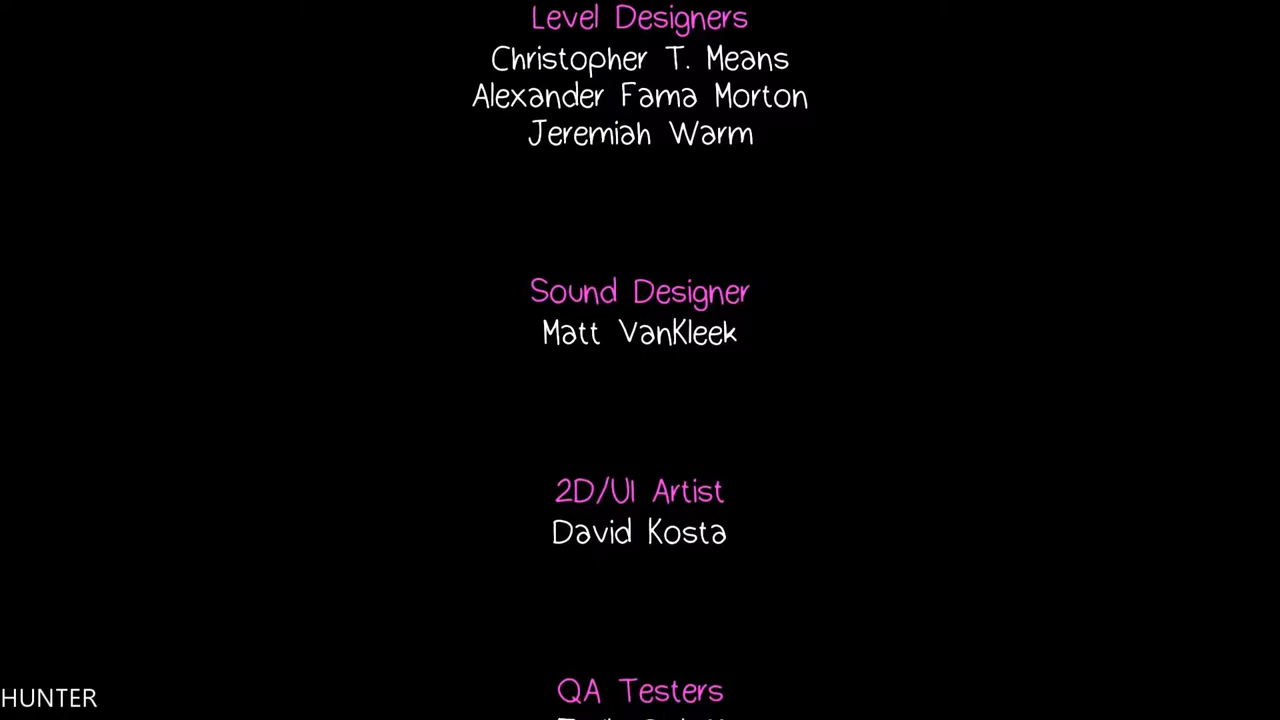 Level Designers
Christopher T. Means
Alexander Fama Morton
Jeremiah Warm
Sound Designer
Matt VanKleek
2D/UI Artist
David Kosta
QA Testers
HUNTER